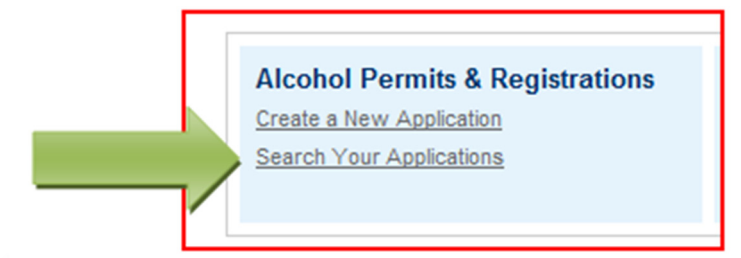 Alcohol Permits & Registrations
Create a New Application
Search Your Applications